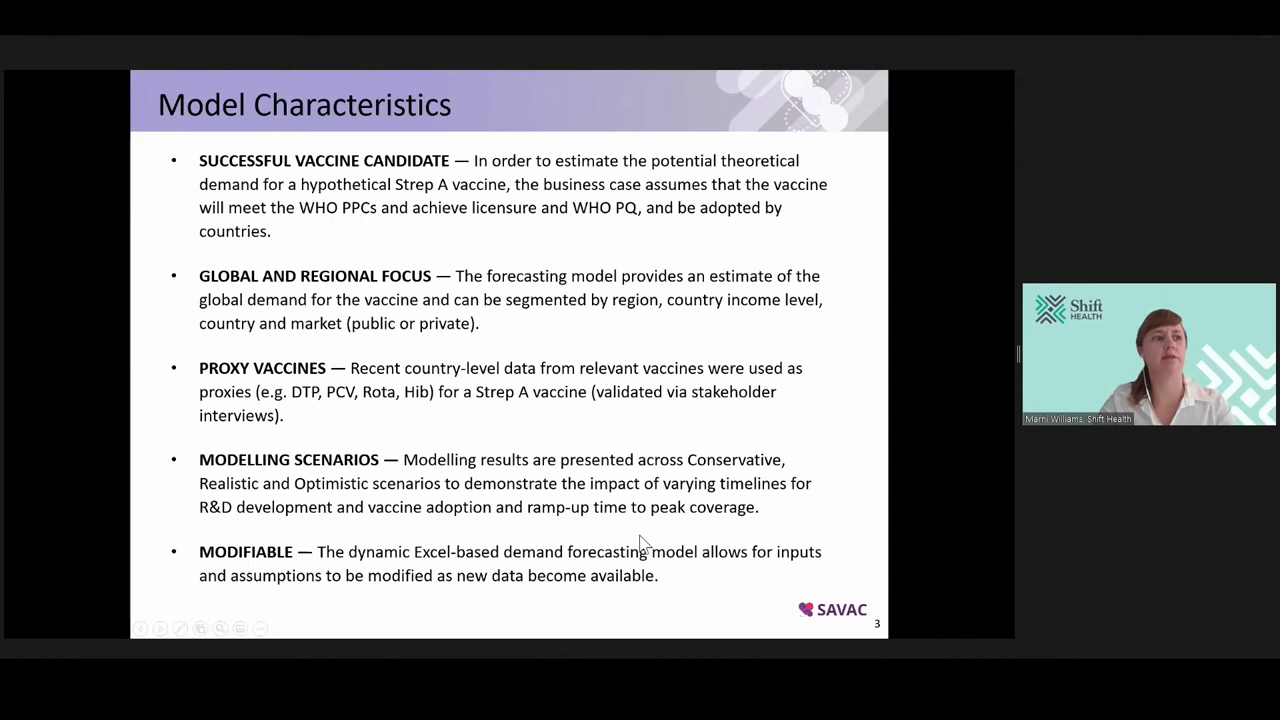 Model Characteristics
• SUCCESSFUL VACCINE CANDIDATE — In order to estimate the potential theoretical
demand for a hypothetical Strep A vaccine, the business case assumes that the vaccine
will meet the WHO PPCs and achieve licensure and WHO PQ, and be adopted by
countries.
• GLOBAL AND REGIONAL FOCUS — The forecasting model provides an estimate of the
global demand for the vaccine and can be segmented by region, country income level,
country and market (public or private).
• PROXY VACCINES — Recent country-level data from relevant vaccines were used as
proxies (e.g. DTP, PCV, Rota, Hib) for a Strep A vaccine (validated via stakeholder
interviews).
• MODELLING SCENARIOS — Modelling results are presented across Conservative,
Realistic and Optimistic scenarios to demonstrate the impact of varying timelines for
R&D development and vaccine adoption and ramp-up time to peak coverage.
• MODIFIABLE — The dynamic Excel-based demand forecasting model allows for inputs
and assumptions to be modified as new data become available.
SAVAC
3
Shift
HEALTH
Marni Williams, Shift Health